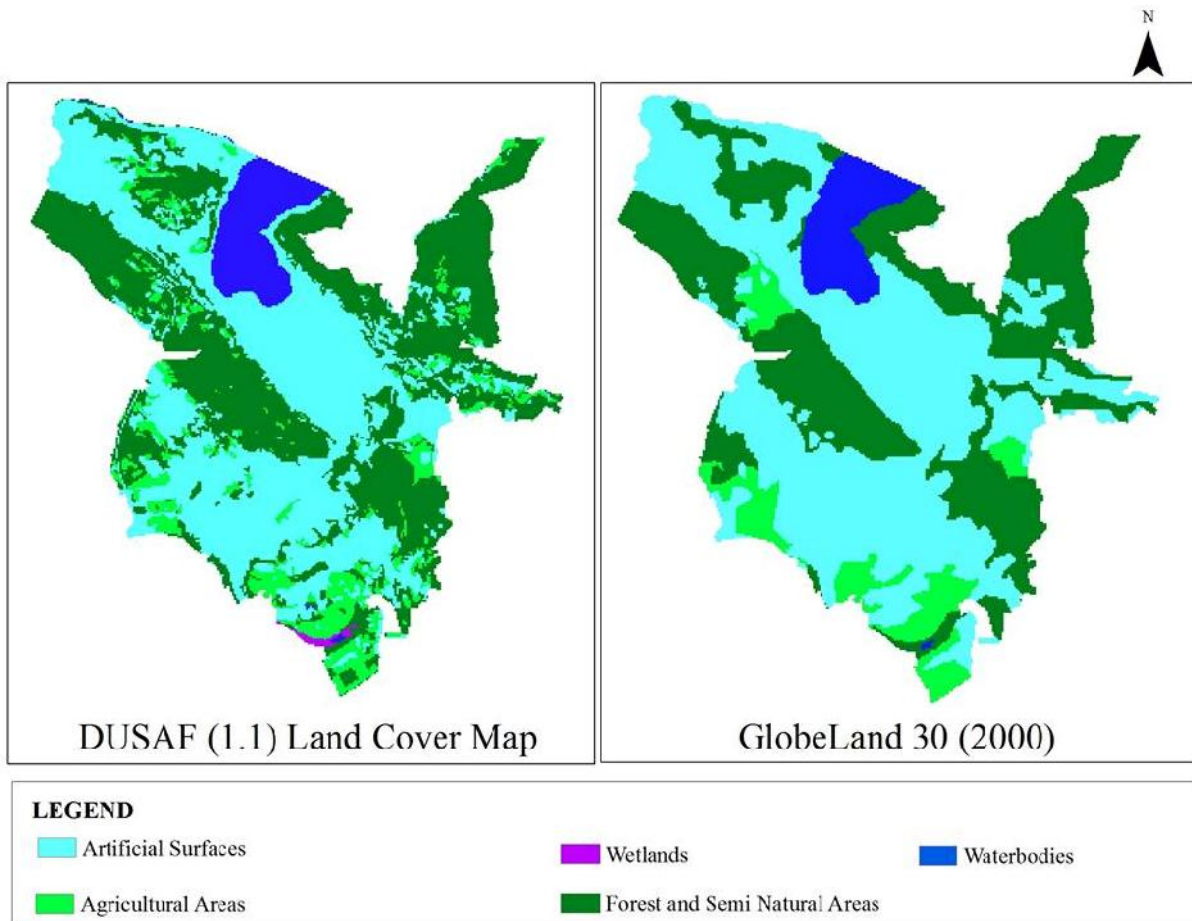 N
DUSAF (1.1) Land Cover Map
GlobeLand 30 (2000)
LEGEND
Artificial Surfaces
Wetlands
Waterbodies
Agricultural Areas
Forest and Semi Natural Areas